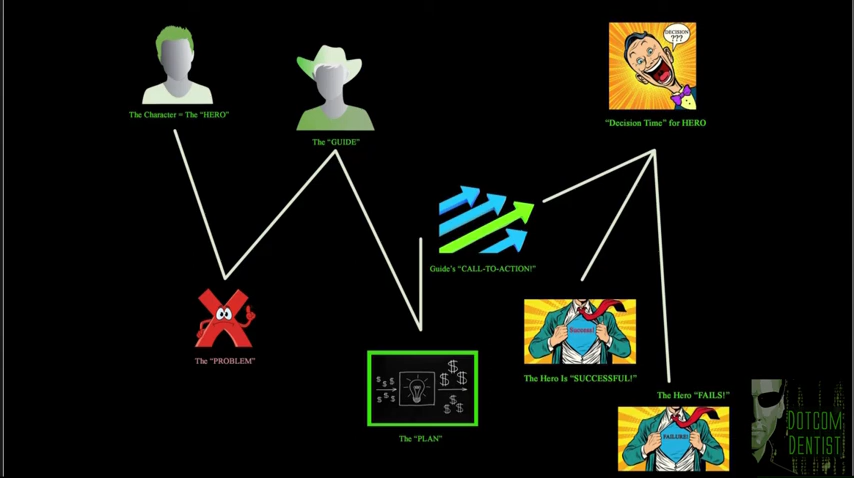 The Character = The “HERO”
The “GUIDE”
DECISION
???
“Decision Time” for HERO
Guide's “CALL-TO-ACTION!”
The “PROBLEM”
$ $ $ $ $
$ $ $ $ $ $
The “PLAN”
Success!
The Hero Is “SUCCESSFUL!”
The Hero “FAILS!”
FAILURE!
DOTCOM
DENTIST